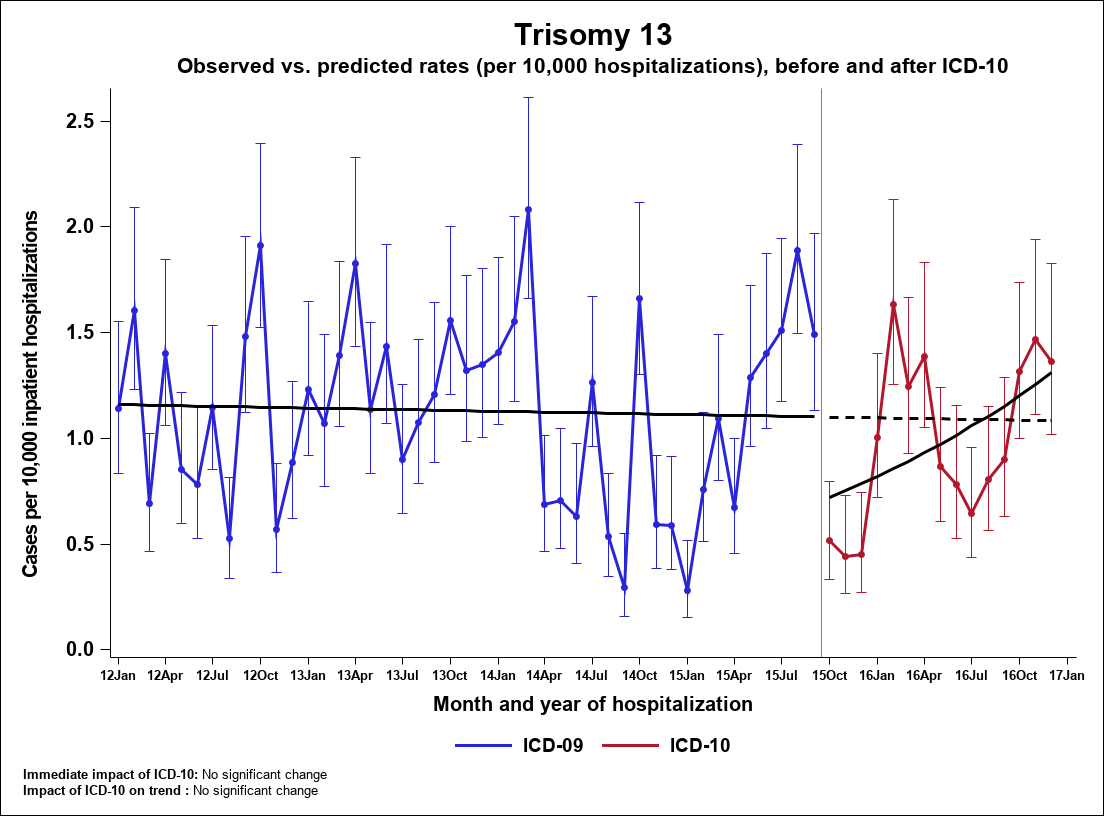 Trisomy 13
Observed vs. predicted rates (per 10,000 hospitalizations), before and after ICD-10
Cases per 10,000 inpatient hospitalizations
2.5
2.0
1.5
1.0
0.5
0.0
12Jan 12Apr 12Jul 12Oct 13Jan 13Apr 13Jul 13Oct 14Jan 14Apr 14Jul 14Oct 15Jan 15Apr 15Jul 15Oct 16Jan 16Apr 16Jul 16Oct 17Jan
Month and year of hospitalization
ICD-09 ICD-10
Immediate impact of ICD-10: No significant change
Impact of ICD-10 on trend : No significant change